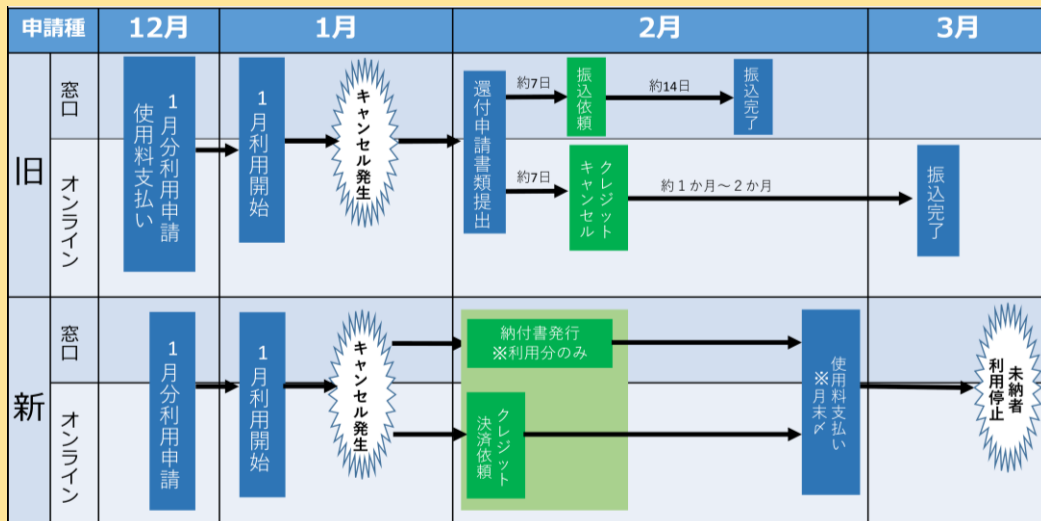 申請種 12月 1月 2月 3月
旧
窓口
オンライン
1月分利用申請
使用料支払い
1月利用開始
キャンセル発生
還付申請書類提出
約7日
振込依頼
約14日
振込完了
約7日
クレジット
キャンセル
約1か月～2か月
振込完了
新
窓口
オンライン
1月分利用申請
1月利用開始
キャンセル発生
納付書発行
※利用分のみ
クレジット
決済依頼
使用料支払い
※月末〆
未納者
利用停止